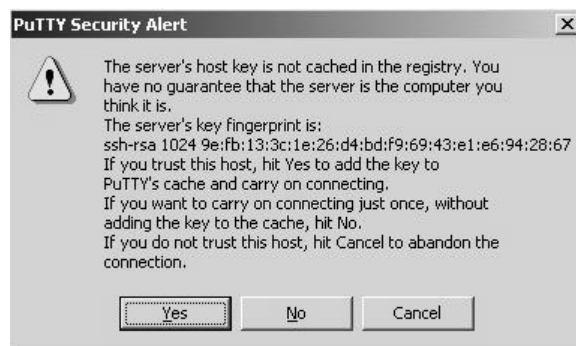 PuTTY Security Alert
The server's host key is not cached in the registry. You
have no guarantee that the server is the computer you
think it is.
The server's key fingerprint is:
ssh-rsa 1024 9e:fb:13:3c:1e:26:d4:bd:f9:69:43:e1:e6:94:28:67
If you trust this host, hit Yes to add the key to
PuTTY's cache and carry on connecting.
If you want to carry on connecting just once, without
adding the key to the cache, hit No.
If you do not trust this host, hit Cancel to abandon the
connection.
Yes No Cancel